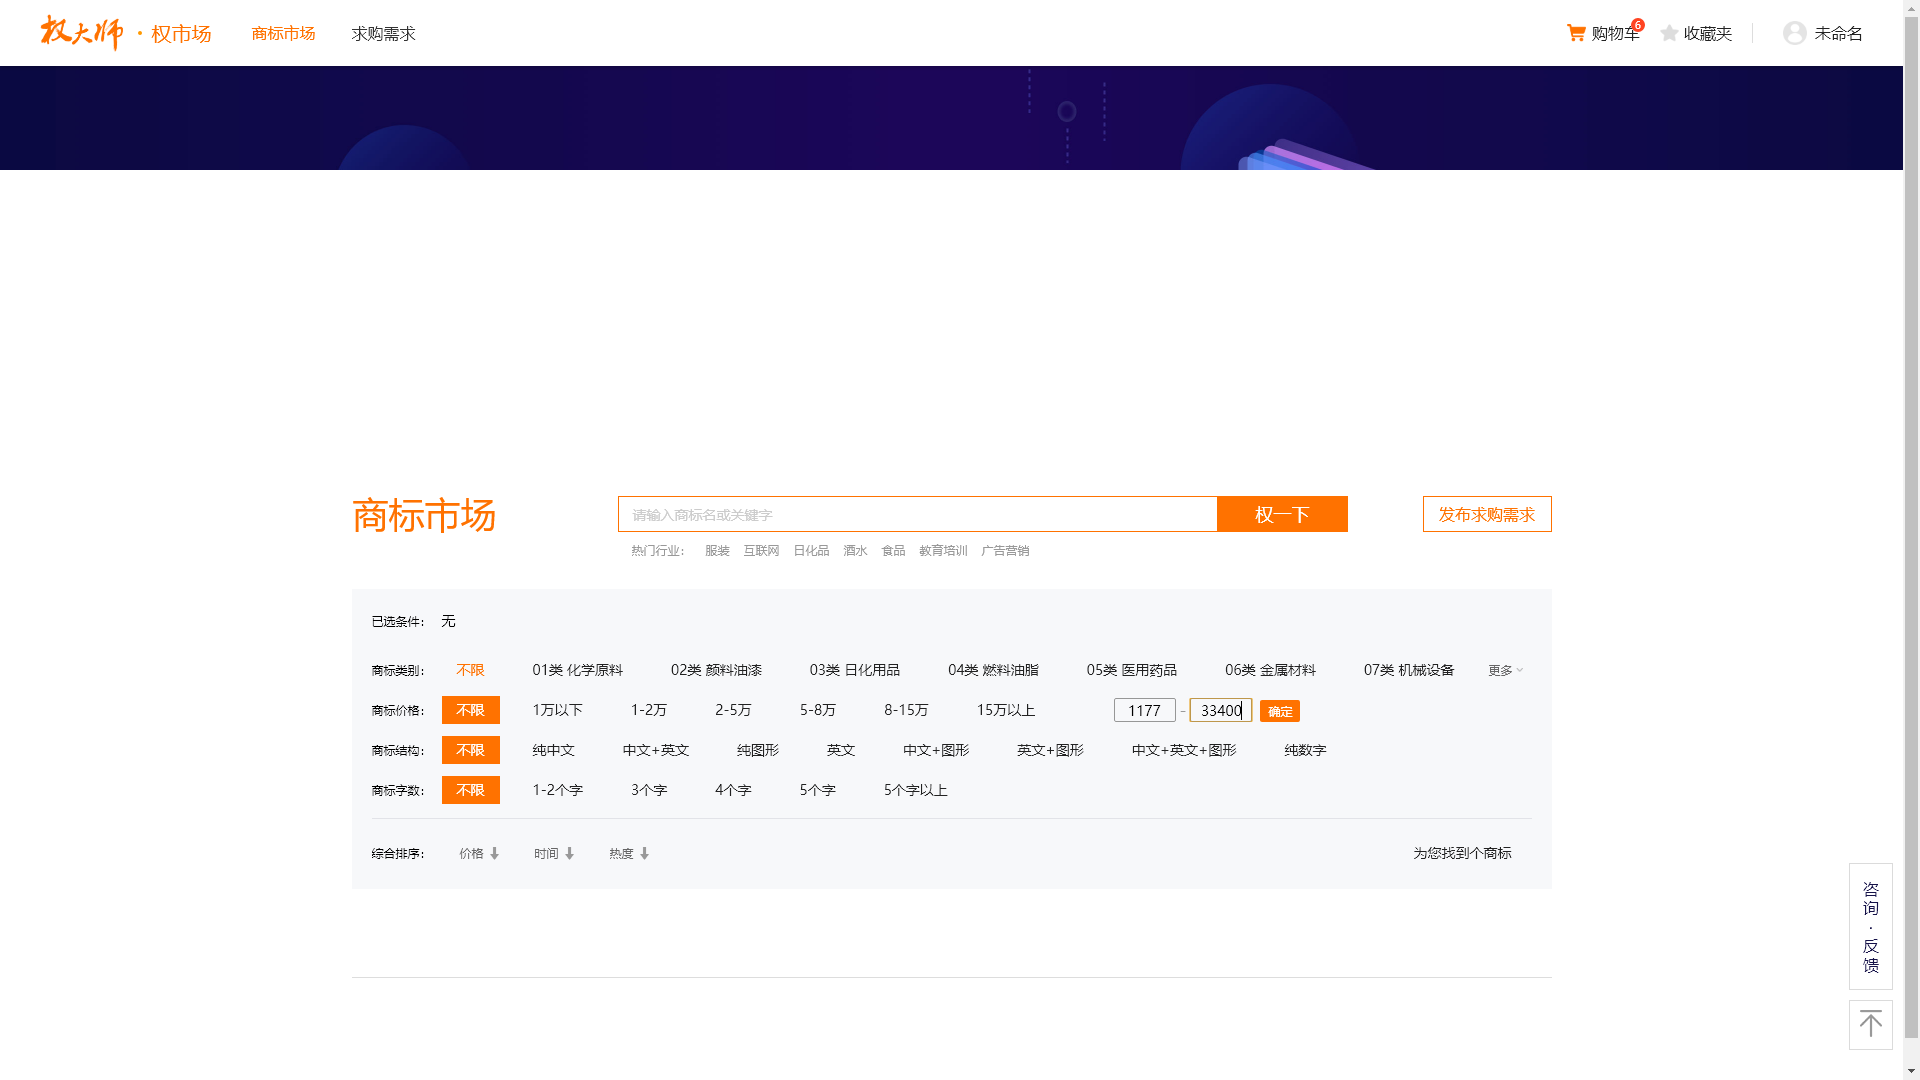 权大师 · 权市场 商标市场 求购需求 购物车 6 收藏夹 未命名
商标市场 请输入商标名或关键字 权一下 发布求购需求
热门行业: 服装 互联网 日化品 酒水 食品 教育培训 广告营销
已选条件: 无
商标类别: 不限 01类 化学原料 02类 颜料油漆 03类 日化用品 04类 燃料油脂 05类 医用药品 06类 金属材料 07类 机械设备 更多
商标价格: 不限 1万以下 1-2万 2-5万 5-8万 8-15万 15万以上 1177 - 33400 确定
商标结构: 不限 纯中文 中文+英文 纯图形 英文 中文+图形 英文+图形 中文+英文+图形 纯数字
商标字数: 不限 1-2个字 3个字 4个字 5个字 5个字以上
综合排序: 价格 时间 热度 为您找到个商标
咨
询
·
反
馈